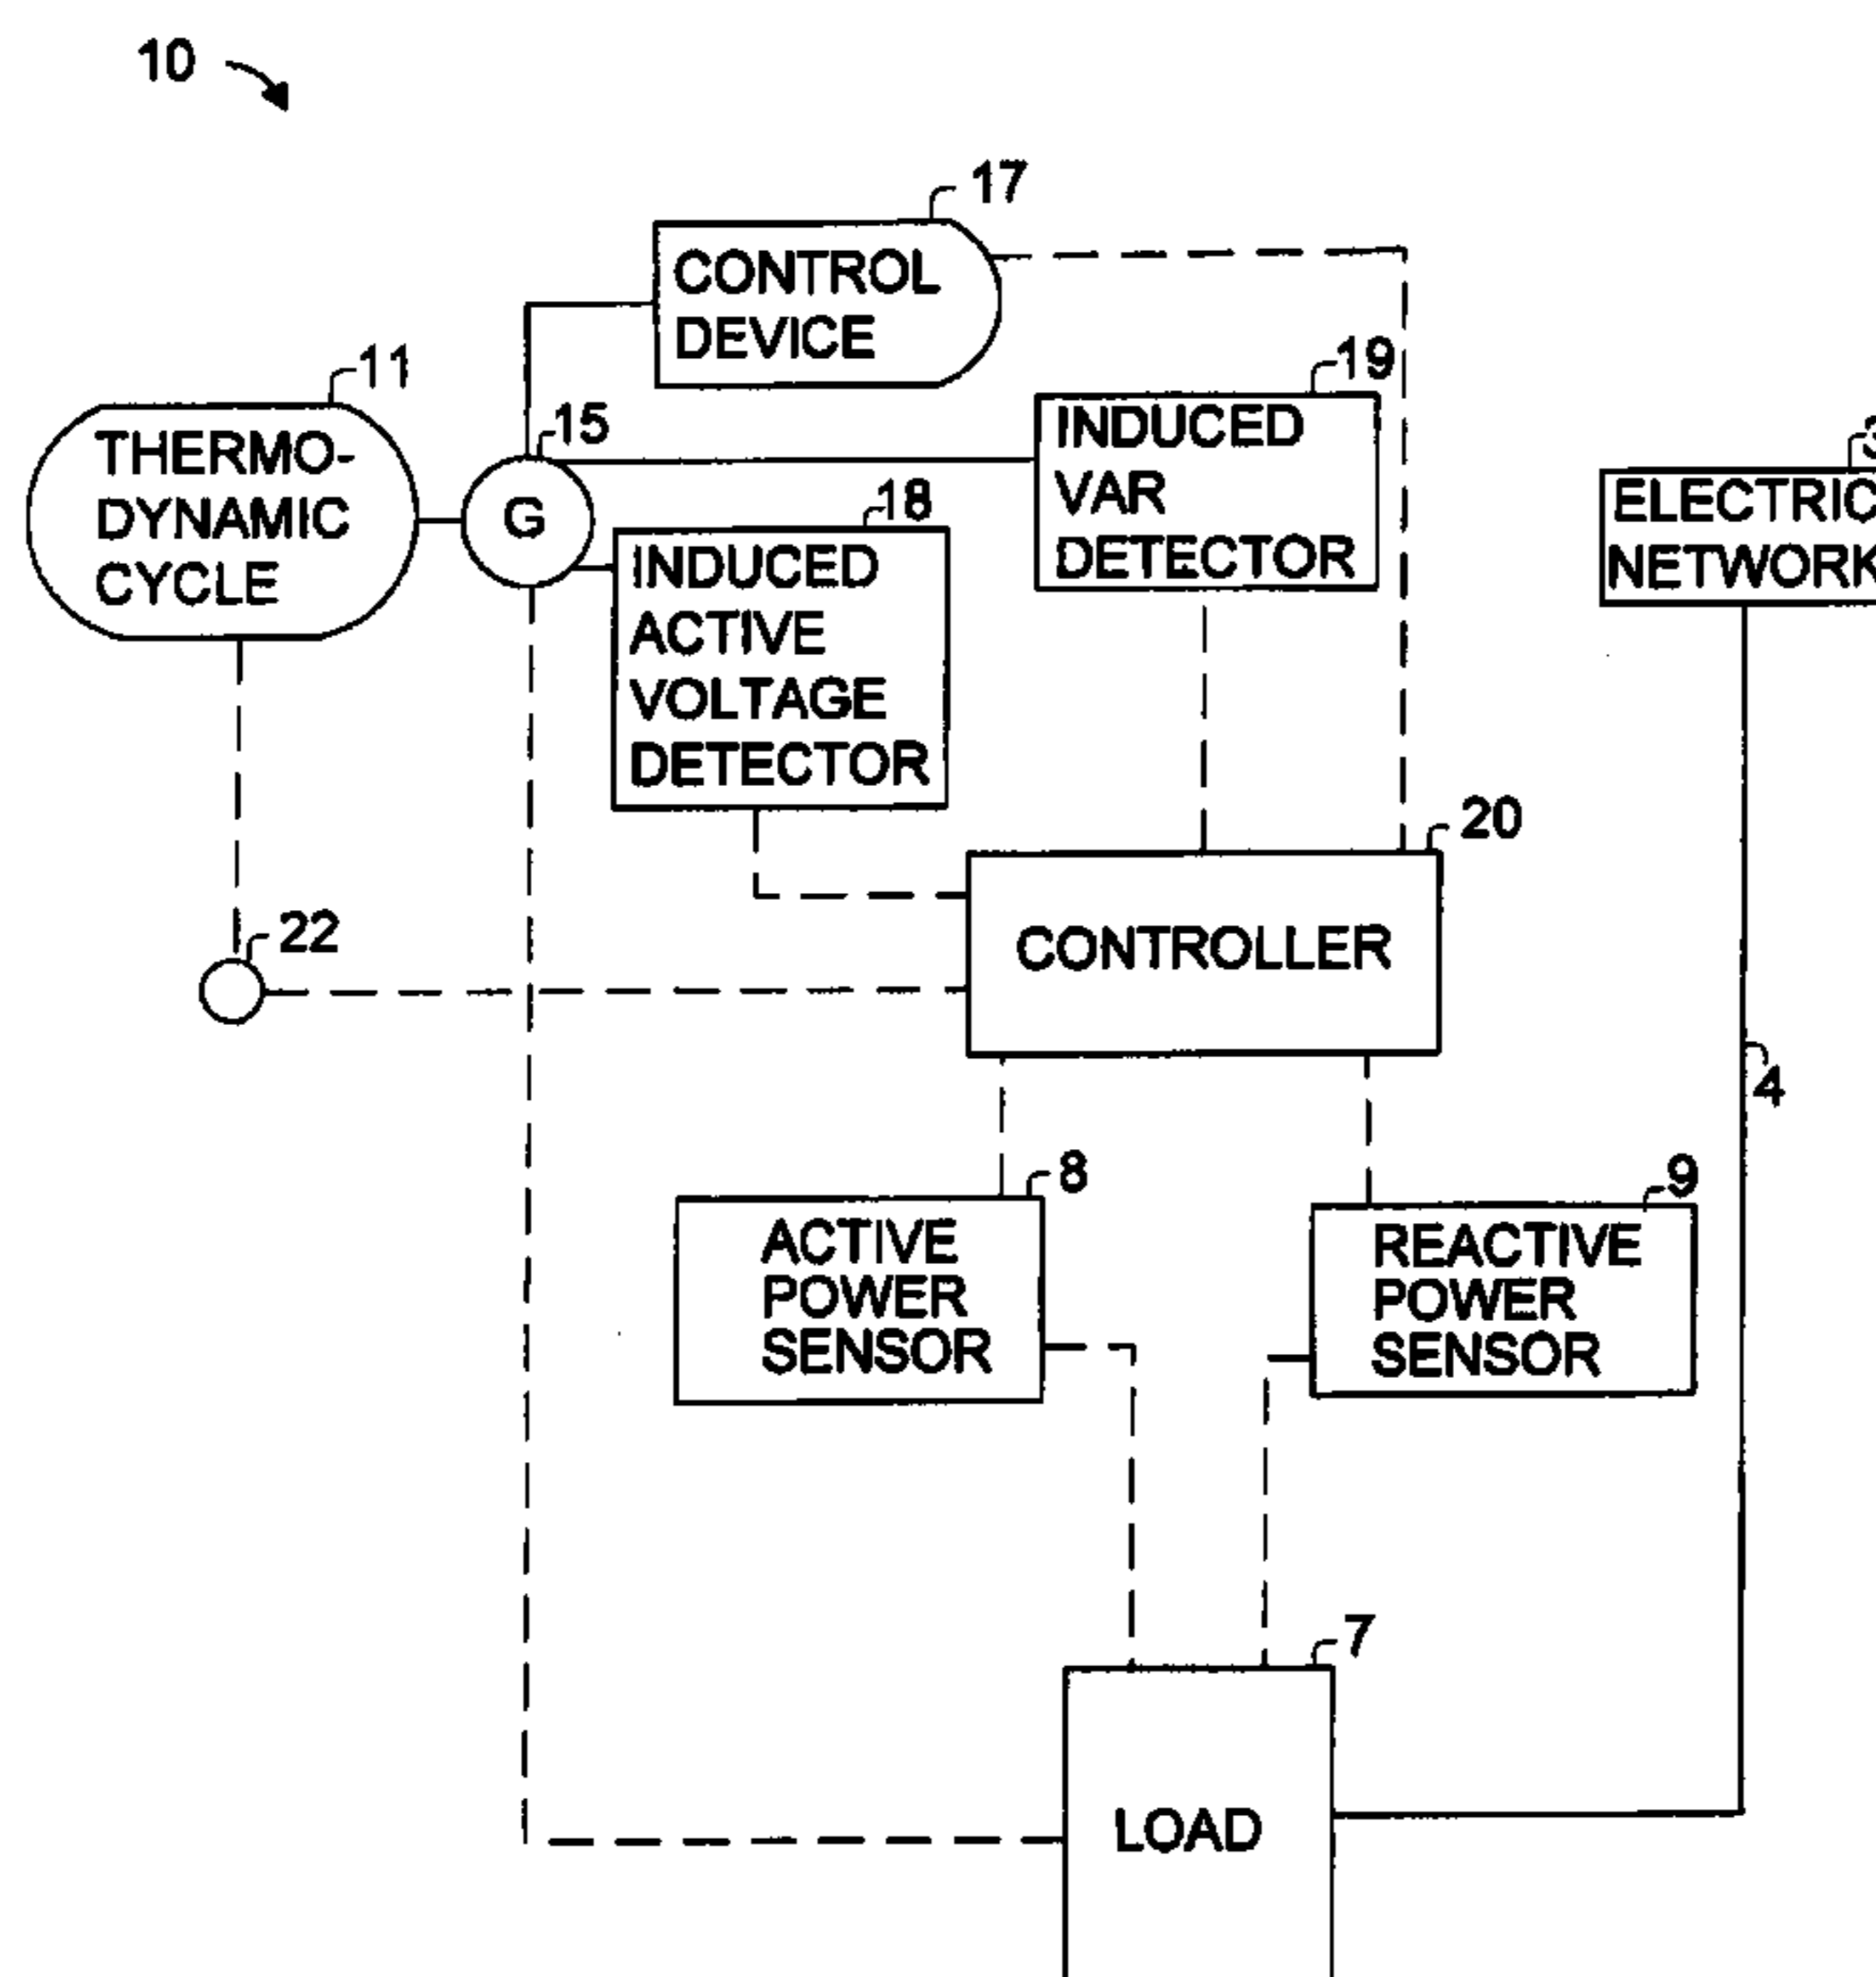 10
17
CONTROL
DEVICE
11
THERMO-
DYNAMIC
CYCLE
15
G
19
INDUCED
VAR
DETECTOR
18
INDUCED
ACTIVE
VOLTAGE
DETECTOR
3
ELECTRIC
NETWORK
20
CONTROLLER
22
4
8
ACTIVE
POWER
SENSOR
9
REACTIVE
POWER
SENSOR
7
LOAD